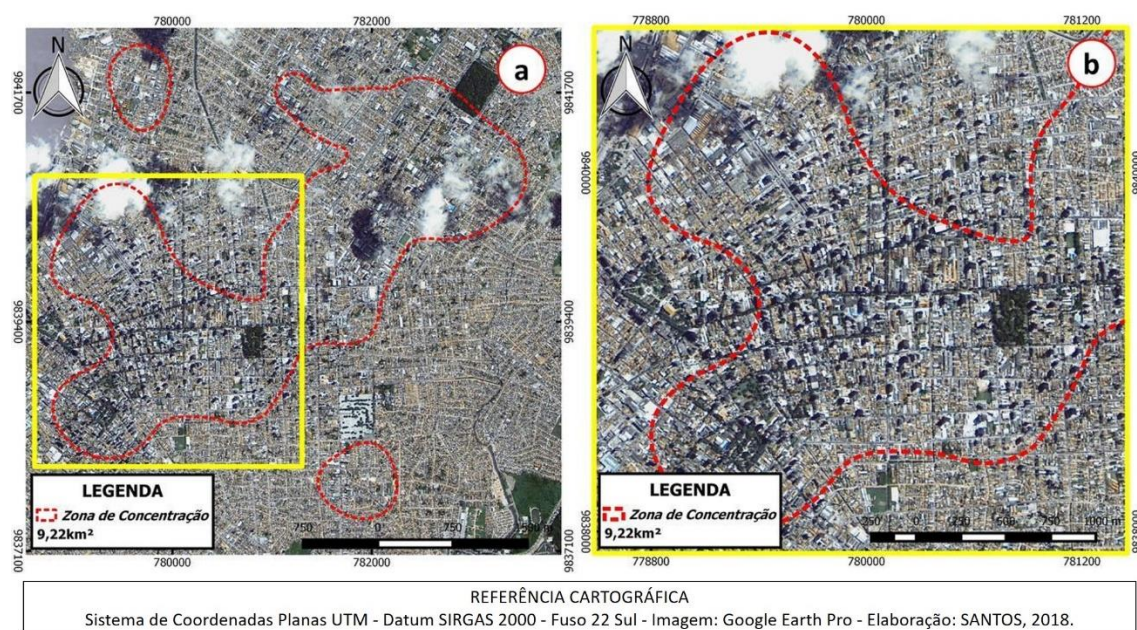 780000
782000
N
a
9841700
9841700
9839400
9839400
LEGENDA
Zona de Concentração
9,22km²
750
0
750
1500 m
9837100
9837100
780000
782000
778800
780000
781200
N
b
9840000
9840000
LEGENDA
Zona de Concentração
9,22km²
250
0
250
500
750
1000 m
9838800
9838800
778800
780000
781200
REFERÊNCIA CARTOGRÁFICA
Sistema de Coordenadas Planas UTM - Datum SIRGAS 2000 - Fuso 22 Sul - Imagem: Google Earth Pro - Elaboração: SANTOS, 2018.